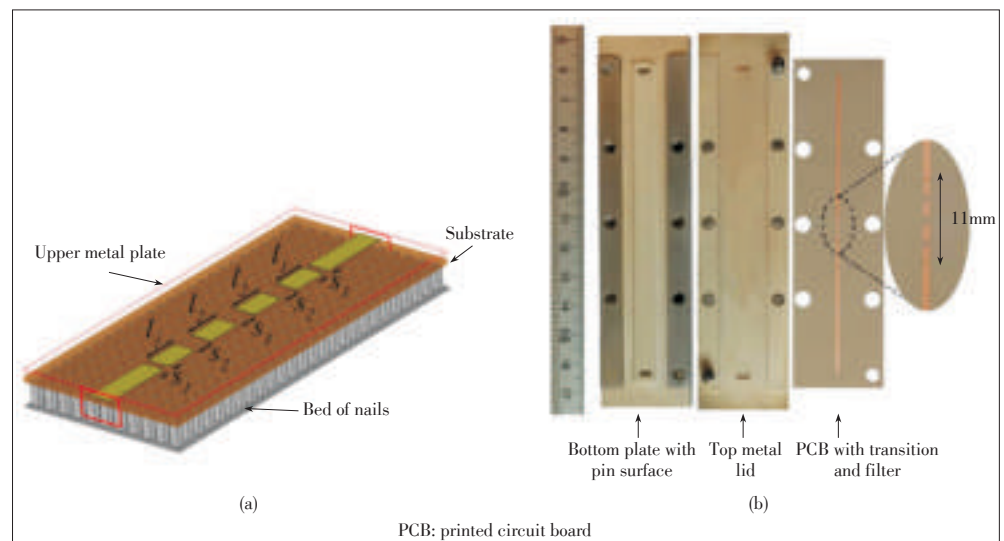 Upper metal plate
Substrate
Bed of nails
(a)
11mm
Bottom plate with
pin surface
Top metal
lid
PCB with transition
and filter
(b)
PCB: printed circuit board